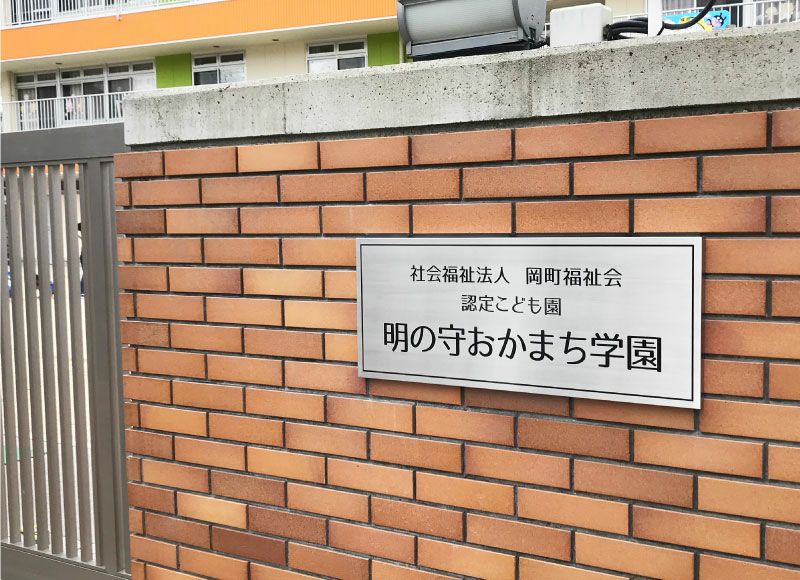 社会福祉法人　岡町福祉会
認定こども園
明の守おかまち学園